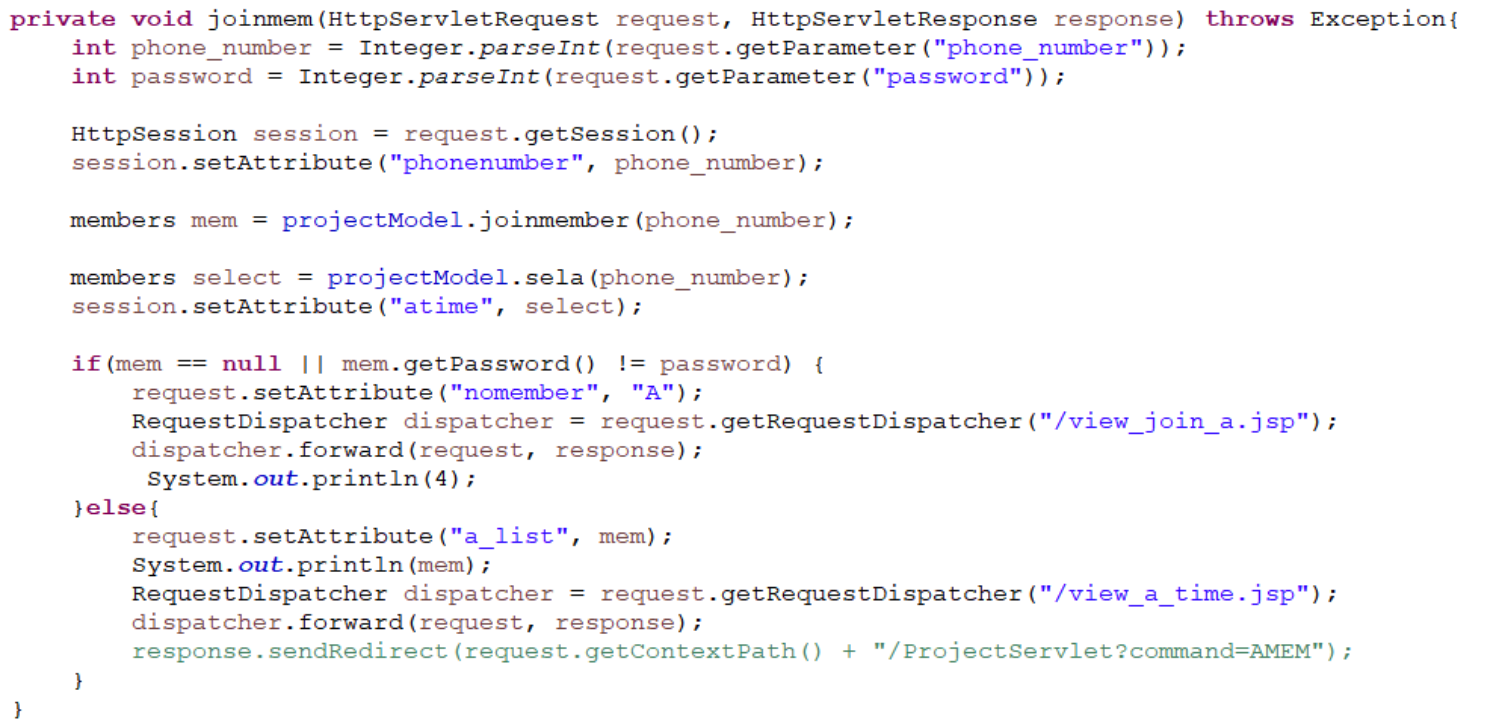 private void joinmem(HttpServletRequest request, HttpServletResponse response) throws Exception{
    int phone_number = Integer.parseInt(request.getParameter("phone_number"));
    int password = Integer.parseInt(request.getParameter("password"));

    HttpSession session = request.getSession();
    session.setAttribute("phonenumber", phone_number);

    members mem = projectModel.joinmember(phone_number);

    members select = projectModel.sela(phone_number);
    session.setAttribute("atime", select);

    if(mem == null || mem.getPassword() != password) {
        request.setAttribute("nomember", "A");
        RequestDispatcher dispatcher = request.getRequestDispatcher("/view_join_a.jsp");
        dispatcher.forward(request, response);
         System.out.println(4);
    }else{
        request.setAttribute("a_list", mem);
        System.out.println(mem);
        RequestDispatcher dispatcher = request.getRequestDispatcher("/view_a_time.jsp");
        dispatcher.forward(request, response);
        response.sendRedirect(request.getContextPath() + "/ProjectServlet?command=AMEM");
    }
}